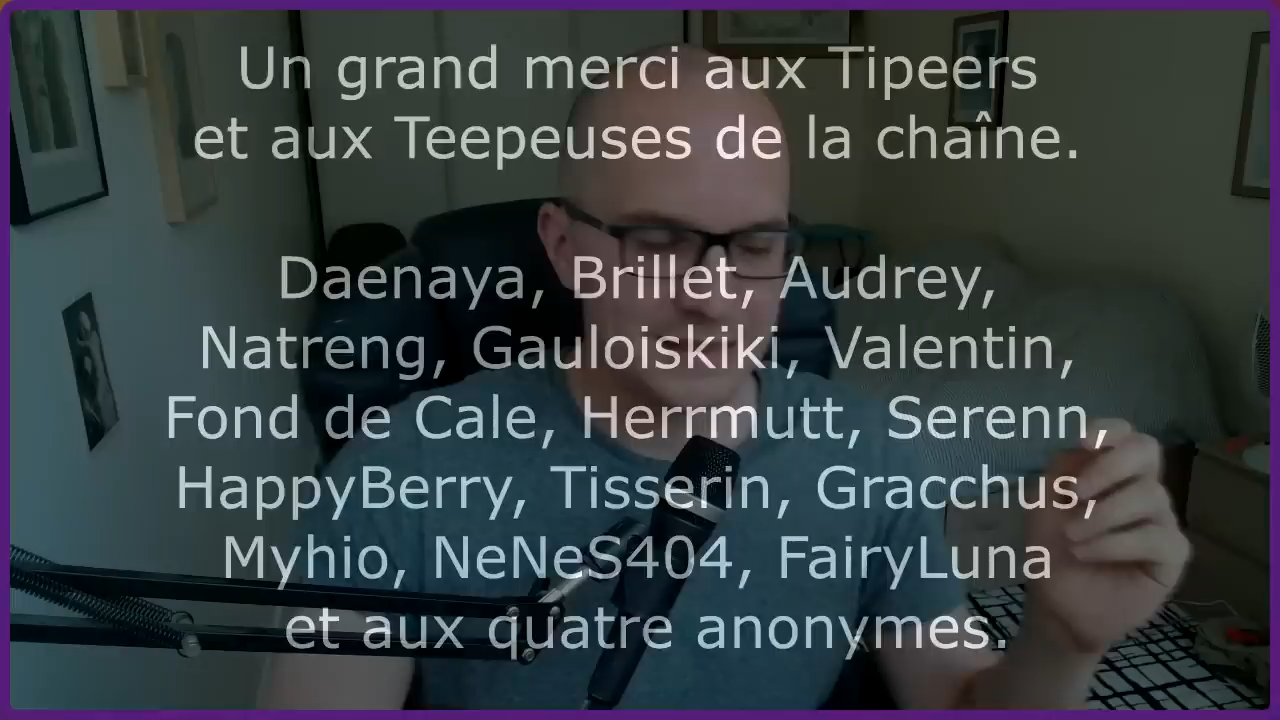 Un grand merci aux Tipeers
et aux Teepeuses de la chaîne.
Daenaya, Brillet, Audrey,
Natreng, Gauloiskiki, Valentin,
Fond de Cale, Herrmutt, Serenn,
HappyBerry, Tisserin, Gracchus,
Myhio, NeNeS404, FairyLuna
et aux quatre anonymes.